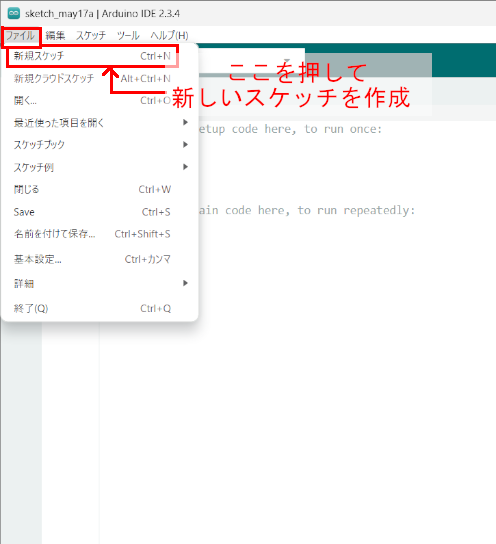 sketch_may17a | Arduino IDE 2.3.4
ファイル 編集 スケッチ ツール ヘルプ(H)
新規スケッチ Ctrl+N
新規クラウドスケッチ Alt+Ctrl+N
開く... Ctrl+O
最近使った項目を開く
スケッチブック
スケッチ例
閉じる Ctrl+W
Save Ctrl+S
名前を付けて保存... Ctrl+Shift+S
基本設定... Ctrl+カンマ
詳細
終了(Q) Ctrl+Q
ここを押して
新しいスケッチを作成
etup code here, to run once:
ain code here, to run repeatedly: